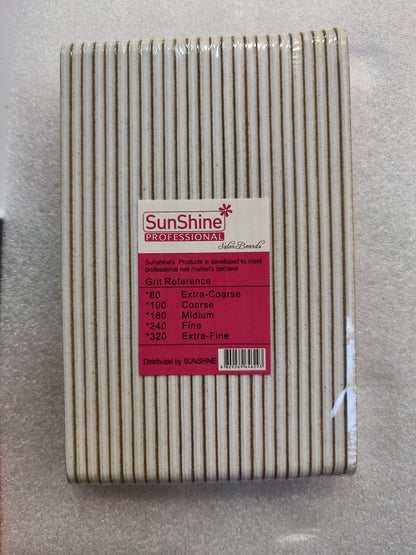 SunShine
PROFESSIONAL
Salon Boards
Sunshine's Products is developed to meet
professional nail market's demand
Grit Reference
*80 Extra-Coarse
*100 Coarse
*180 Midium
*240 Fine
*320 Extra-Fine
Distributed by SUNSHINE